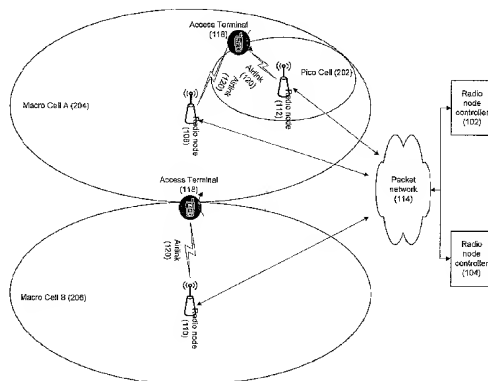 Access Terminal
(118)
Airlink
(120)
Airlink
(120)
Pico Cell (202)
Macro Cell A (204)
Radio node
(108)
Radio node
(112)
Radio
node
controller
(102)
Packet
network
(114)
Access Terminal
(118)
Airlink
(120)
Radio
node
controller
(104)
Macro Cell B (206)
Radio node
(110)